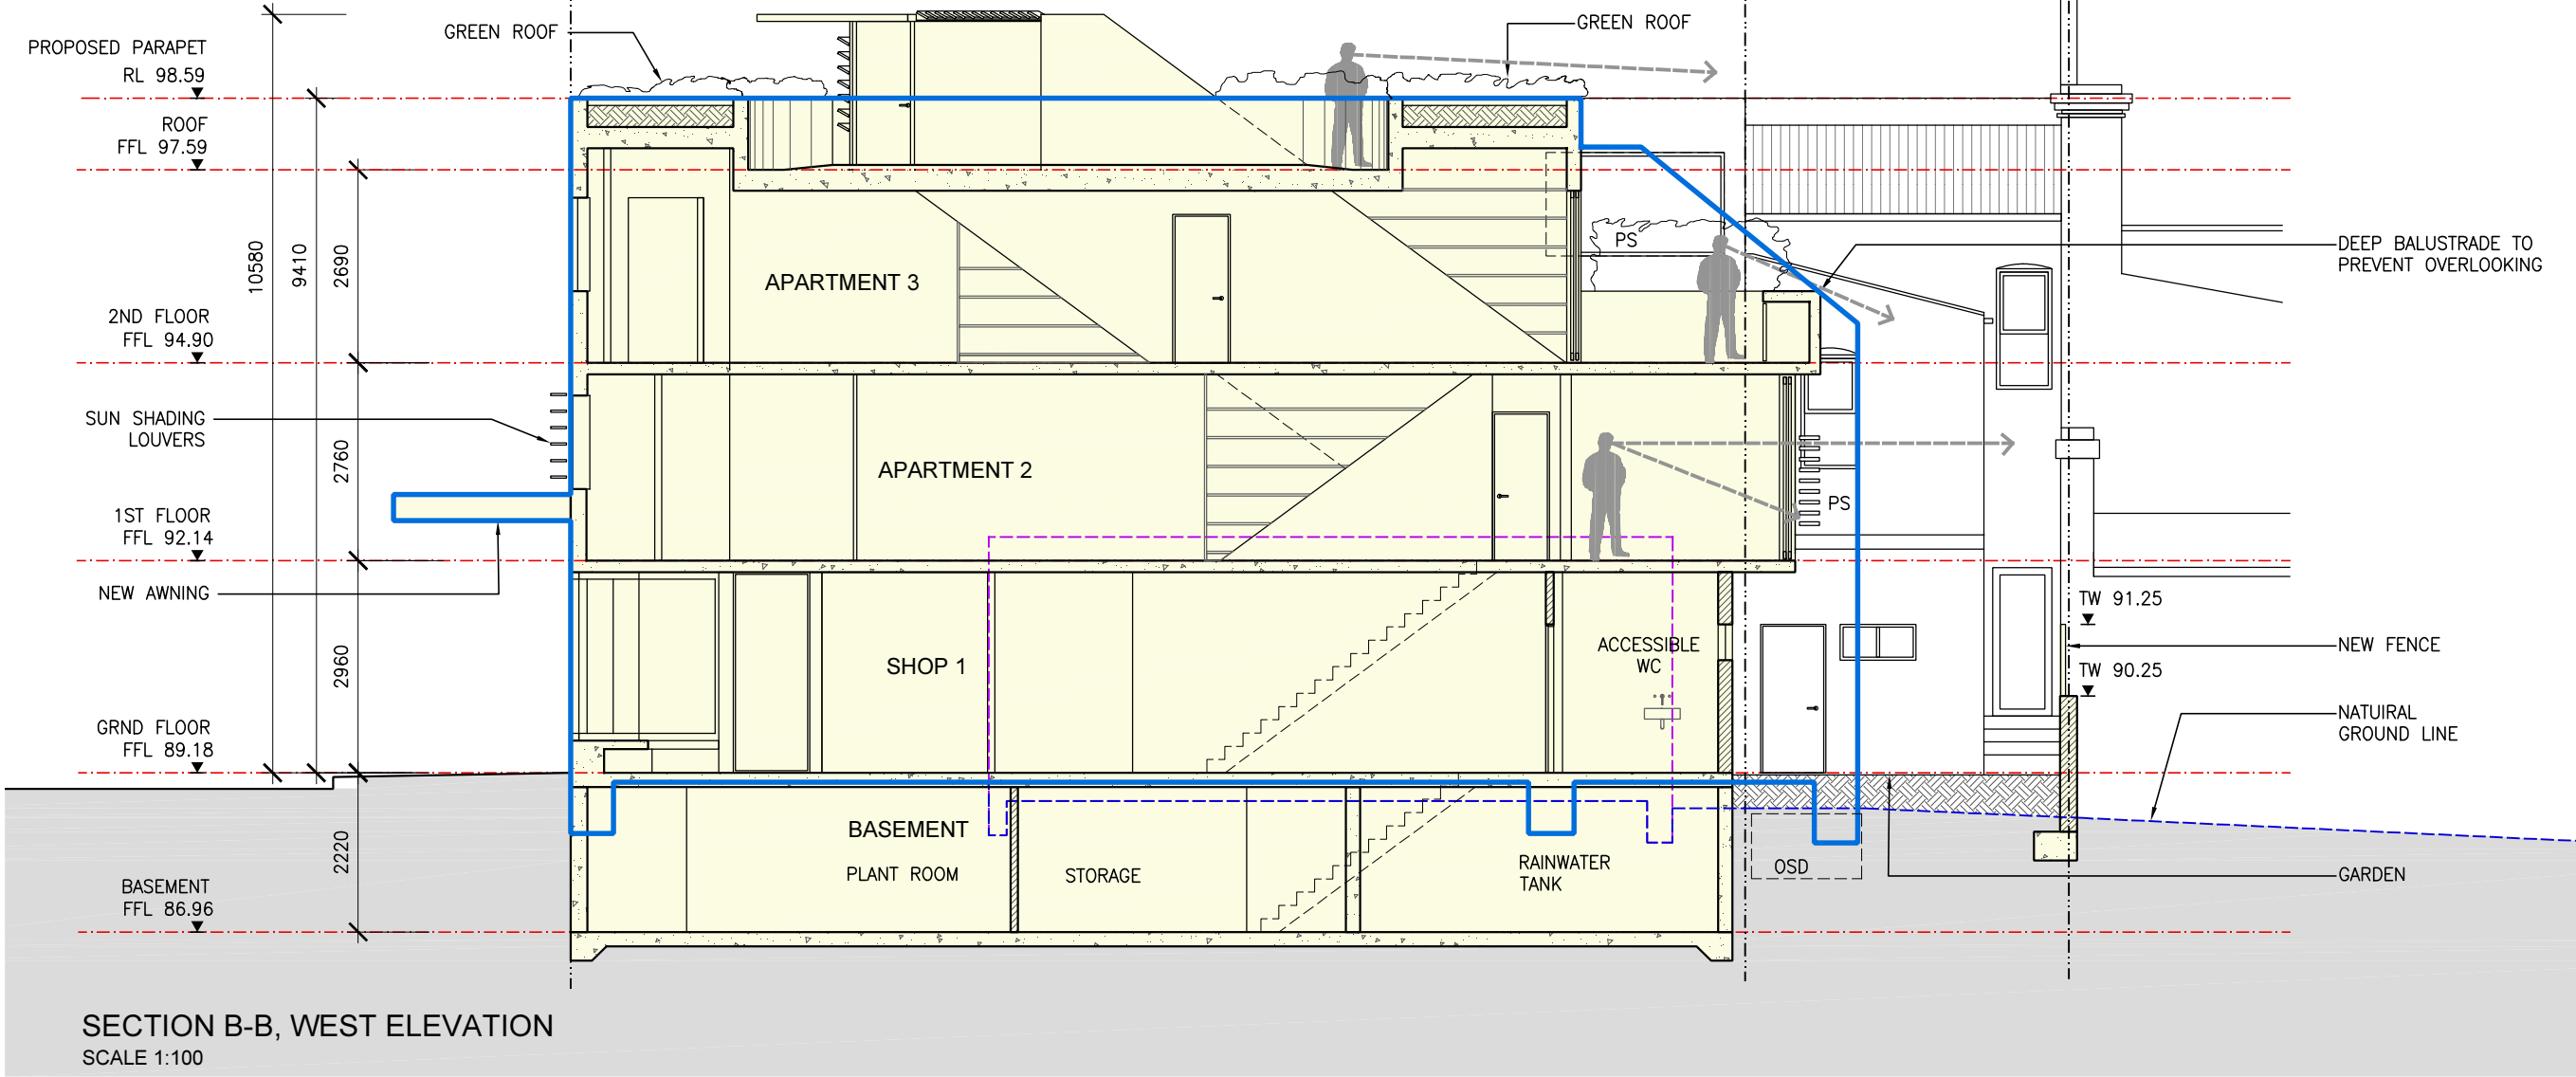 GREEN ROOF
GREEN ROOF
PROPOSED PARAPET
RL 98.59
ROOF
FFL 97.59
10580
9410
2690
APARTMENT 3
PS
DEEP BALUSTRADE TO
PREVENT OVERLOOKING
2ND FLOOR
FFL 94.90
SUN SHADING
LOUVERS
2760
APARTMENT 2
PS
1ST FLOOR
FFL 92.14
NEW AWNING
TW 91.25
2960
SHOP 1
ACCESSIBLE
WC
NEW FENCE
TW 90.25
GRND FLOOR
FFL 89.18
NATUIRAL
GROUND LINE
2220
BASEMENT
PLANT ROOM
STORAGE
RAINWATER
TANK
OSD
GARDEN
BASEMENT
FFL 86.96
SECTION B-B, WEST ELEVATION
SCALE 1:100